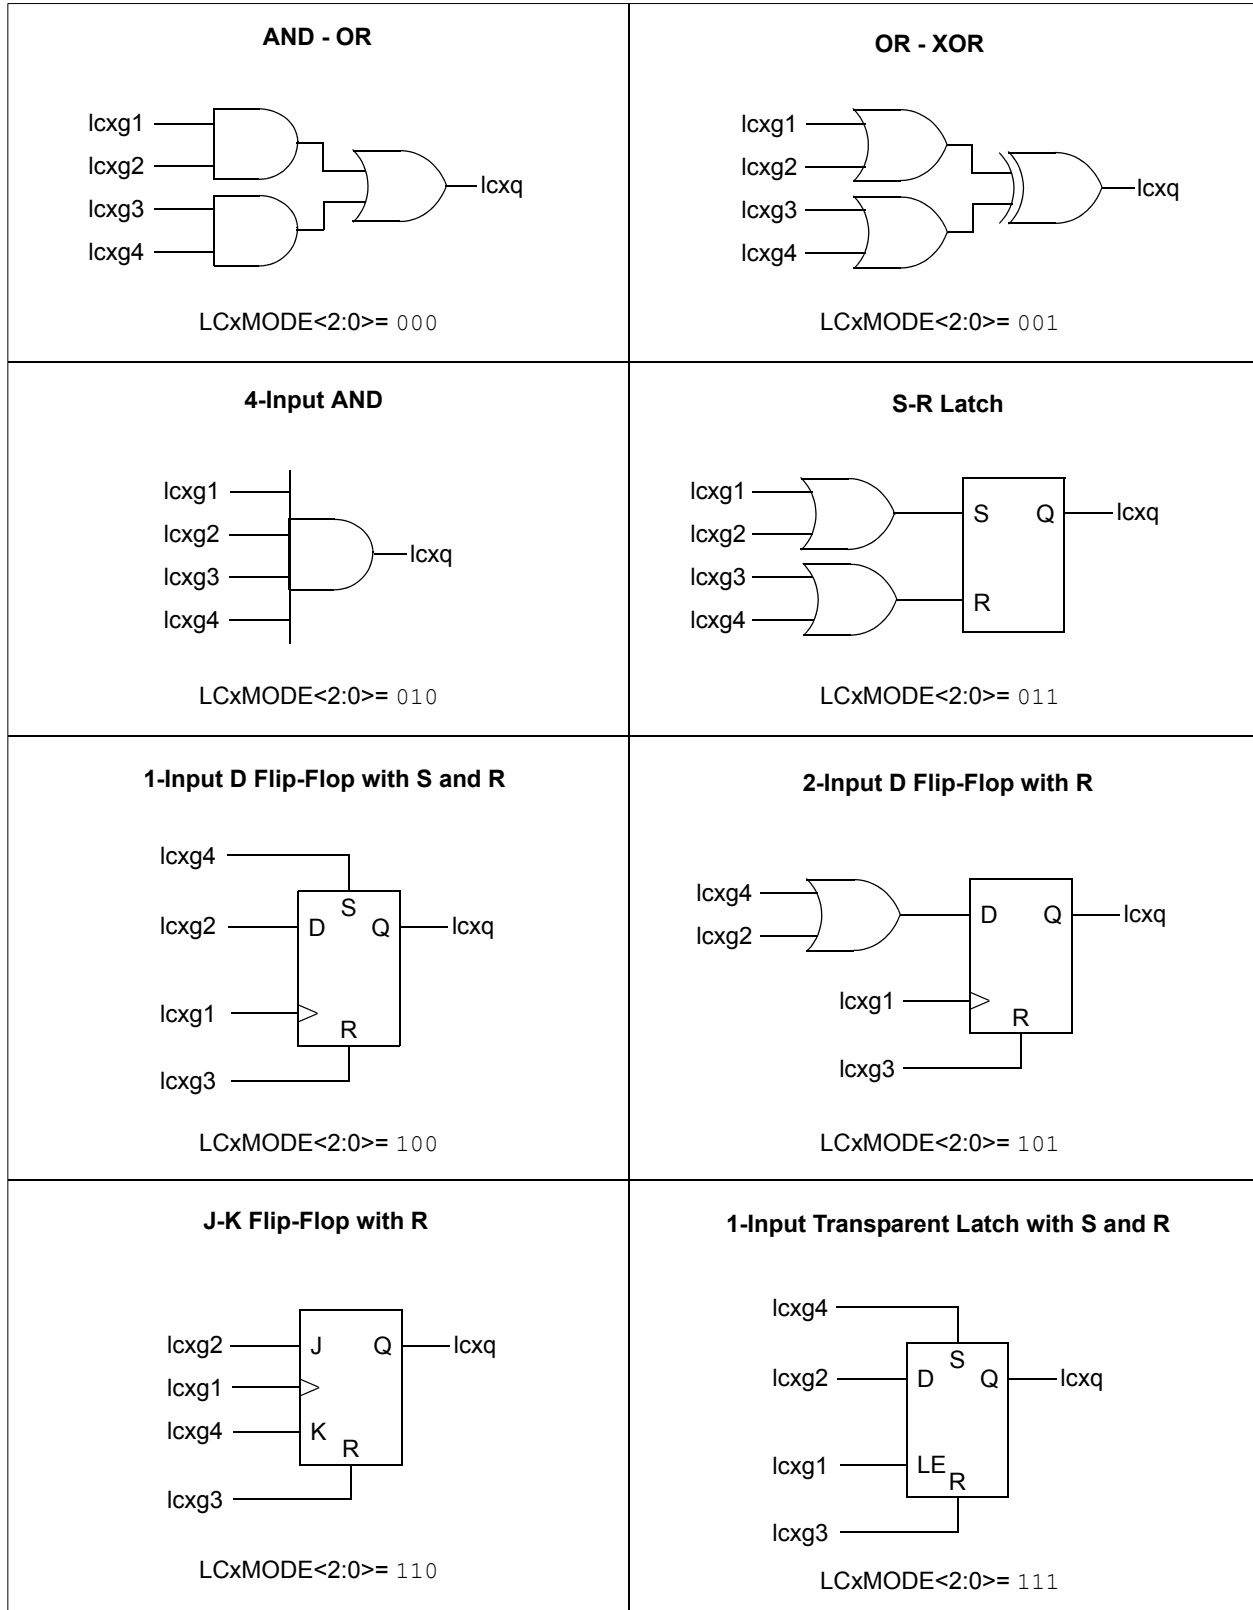 AND - OR
lcxg1
lcxg2
lcxg3
lcxg4
lcxq
LCxMODE<2:0>= 000
OR - XOR
lcxg1
lcxg2
lcxg3
lcxg4
lcxq
LCxMODE<2:0>= 001
4-Input AND
lcxg1
lcxg2
lcxg3
lcxg4
lcxq
LCxMODE<2:0>= 010
S-R Latch
lcxg1
lcxg2
lcxg3
lcxg4
S Q
R
lcxq
LCxMODE<2:0>= 011
1-Input D Flip-Flop with S and R
lcxg4
S
lcxg2
D Q
lcxq
lcxg1
R
lcxg3
LCxMODE<2:0>= 100
2-Input D Flip-Flop with R
lcxg4
lcxg2
D Q
lcxq
lcxg1
R
lcxg3
LCxMODE<2:0>= 101
J-K Flip-Flop with R
lcxg2
J Q
lcxq
lcxg1
lcxg4
K
R
lcxg3
LCxMODE<2:0>= 110
1-Input Transparent Latch with S and R
lcxg4
S
lcxg2
D Q
lcxq
lcxg1
LE
R
lcxg3
LCxMODE<2:0>= 111